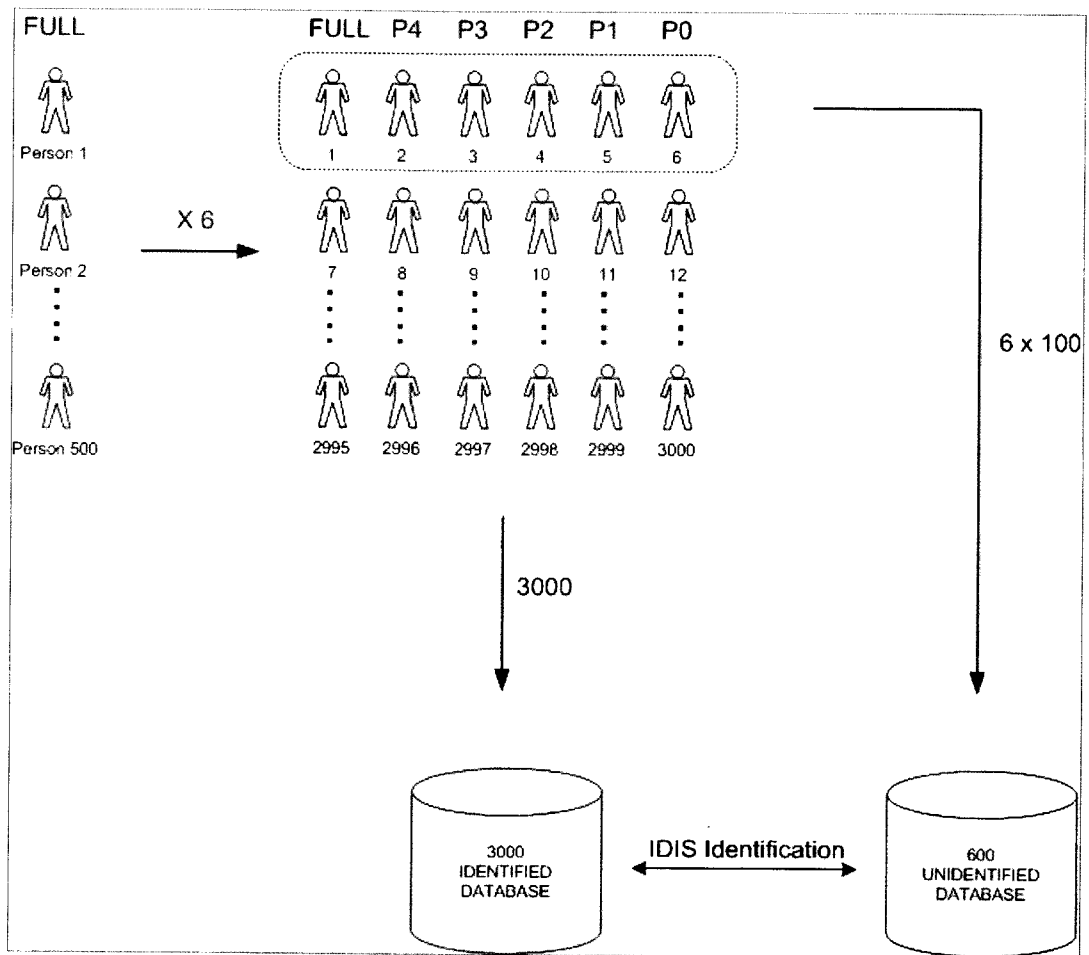 FULL
FULL P4 P3 P2 P1 P0
Person 1
1 2 3 4 5 6
X 6
Person 2
7 8 9 10 11 12
6 x 100
Person 500
2995 2996 2997 2998 2999 3000
3000
3000
IDENTIFIED
DATABASE
IDIS Identification
600
UNIDENTIFIED
DATABASE